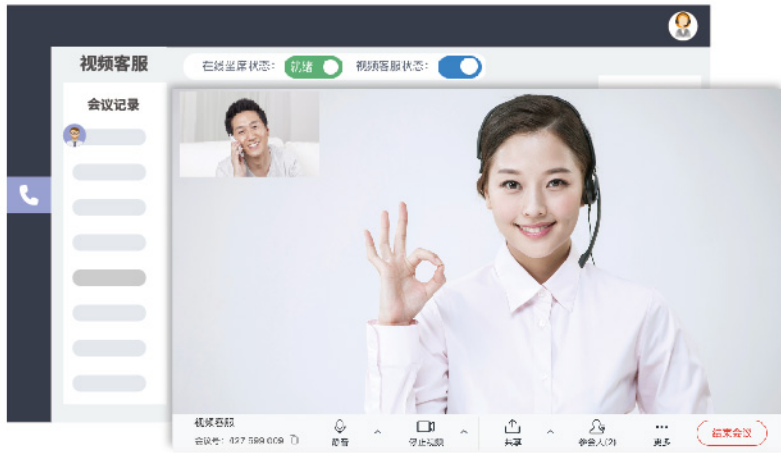 视频客服
在线坐席状态： 就绪 视频客服状态：
会议记录
视频客服
会议号：427 599 009
静音
停止视频
共享
参会人(2)
更多
结束会议